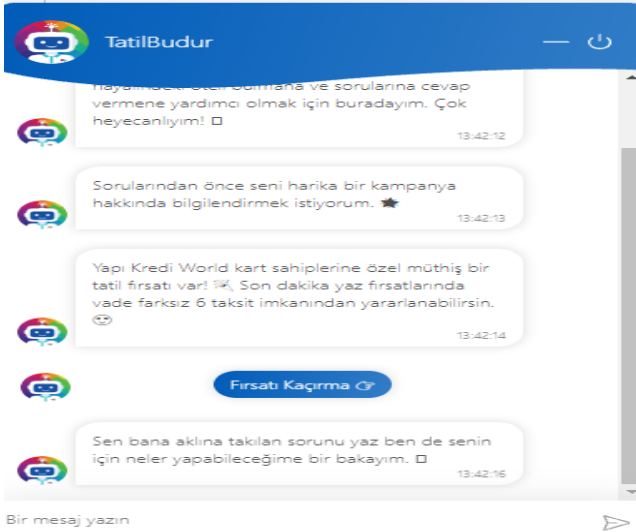 TatilBudur
hayalindeki oteli bulmana ve sorularına cevap
vermene yardımcı olmak için buradayım. Çok
heyecanlıyım!
13:42:12
Sorularından önce seni harika bir kampanya
hakkında bilgilendirmek istiyorum.
13:42:13
Yapı Kredi World kart sahiplerine özel müthiş bir
tatil fırsatı var! Son dakika yaz fırsatlarında
vade farksız 6 taksit imkanından yararlanabilirsin.
13:42:14
Fırsatı Kaçırma
Sen bana aklına takılan sorunu yaz ben de senin
için neler yapabileceğime bir bakayım.
13:42:16
Bir mesaj yazın